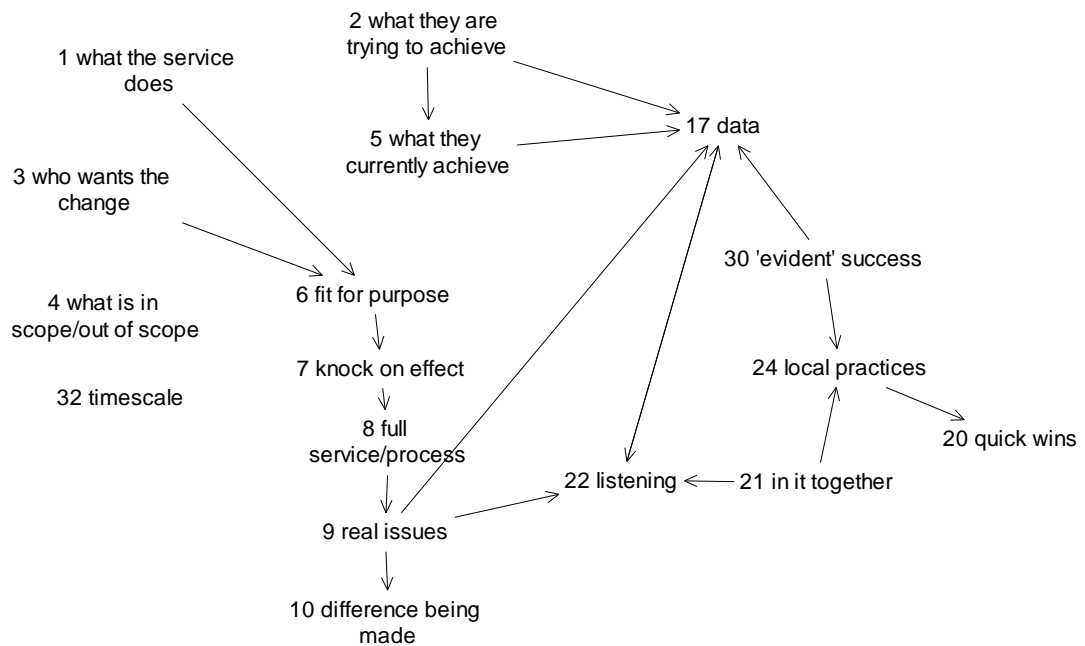 2 what they are
trying to achieve
1 what the service
does
17 data
5 what they
currently achieve
3 who wants the
change
30 'evident' success
6 fit for purpose
4 what is in
scope/out of scope
7 knock on effect
24 local practices
32 timescale
8 full
service/process
20 quick wins
22 listening
21 in it together
9 real issues
10 difference being
made